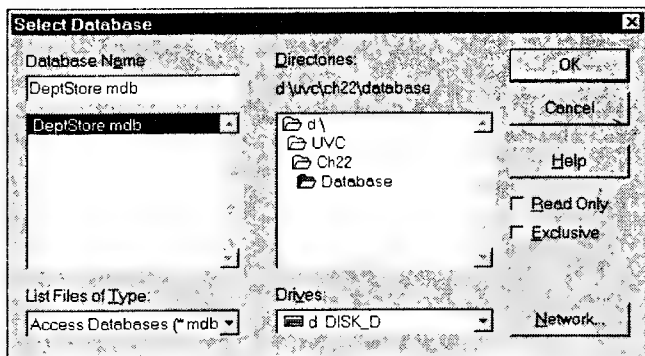 Select Database
Database Name
DeptStore mdb
DeptStore mdb
List Files of Type:
Access Databases (*mdb
Directories:
d \uvc\ch22\database
d \
UVC
Ch22
Database
Drives:
d DISK_D
OK
Cancel
Help
Read Only
Exclusive
Network...